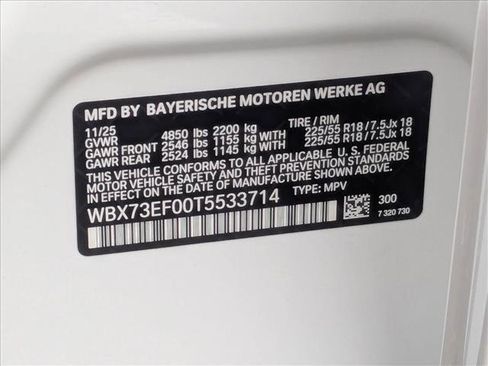 MFD BY BAYERISCHE MOTOREN WERKE AG
11/25 TIRE / RIM
GVWR 4850 lbs 2200 kg
GAWR FRONT 2546 lbs 1155 kg WITH 225/55 R18 / 7.5Jx 18
GAWR REAR 2524 lbs 1145 kg WITH 225/55 R18 / 7.5Jx 18
THIS VEHICLE CONFORMS TO ALL APPLICABLE U.S. FEDERAL
MOTOR VEHICLE SAFETY, BUMPER, AND THEFT PREVENTION STANDARDS
IN EFFECT ON THE DATE OF MANUFACTURE SHOWN ABOVE.
WBX73EF00T5533714 TYPE: MPV
300
7 320 730